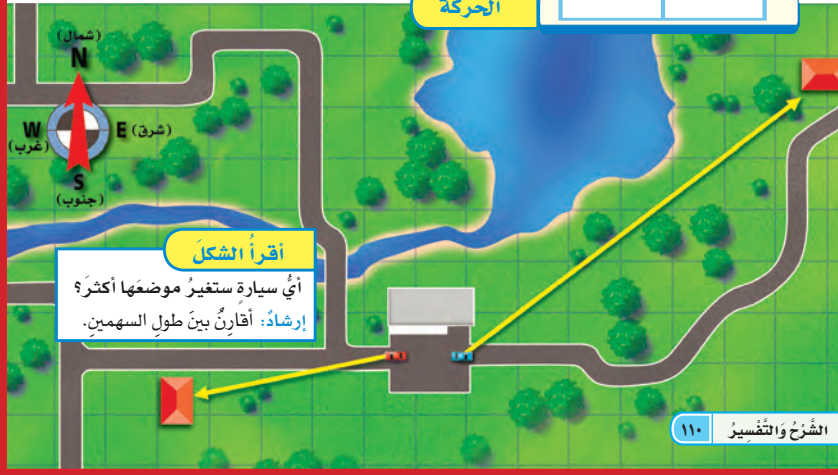 الحركة
(شمال)
N
W
(غرب)
E (شرق)
S
(جنوب)
أقرأُ الشكلَ
أيُّ سيارةٍ ستغيرُ موضعَها أكثرَ؟
إرشادٌ: أقارِنُ بينَ طولِ السهمينِ.
الشَّرْحُ وَالتَّفْسِيرُ ١١٠